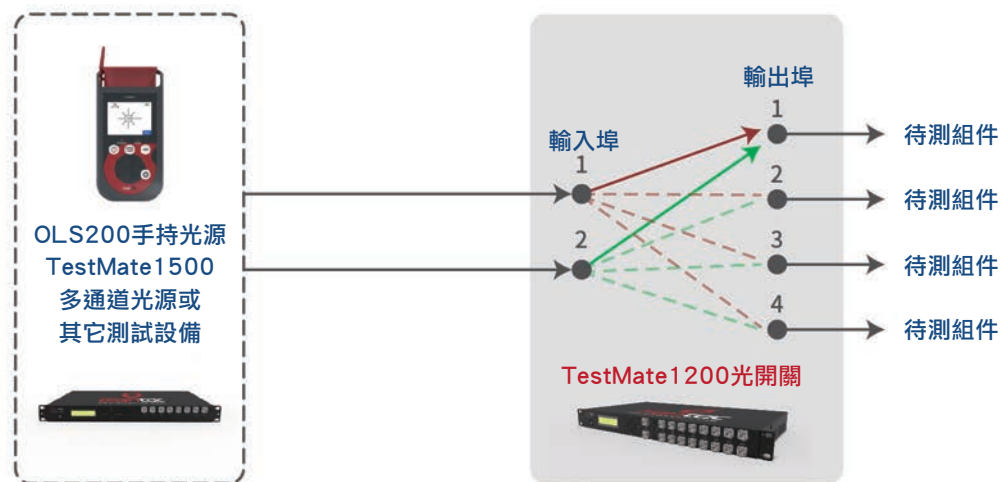 OLS200手持光源
TestMate1500
多通道光源或
其它測試設備
輸入埠
1
2
輸出埠
1
2
3
4
待測組件
待測組件
待測組件
待測組件
TestMate1200光開關